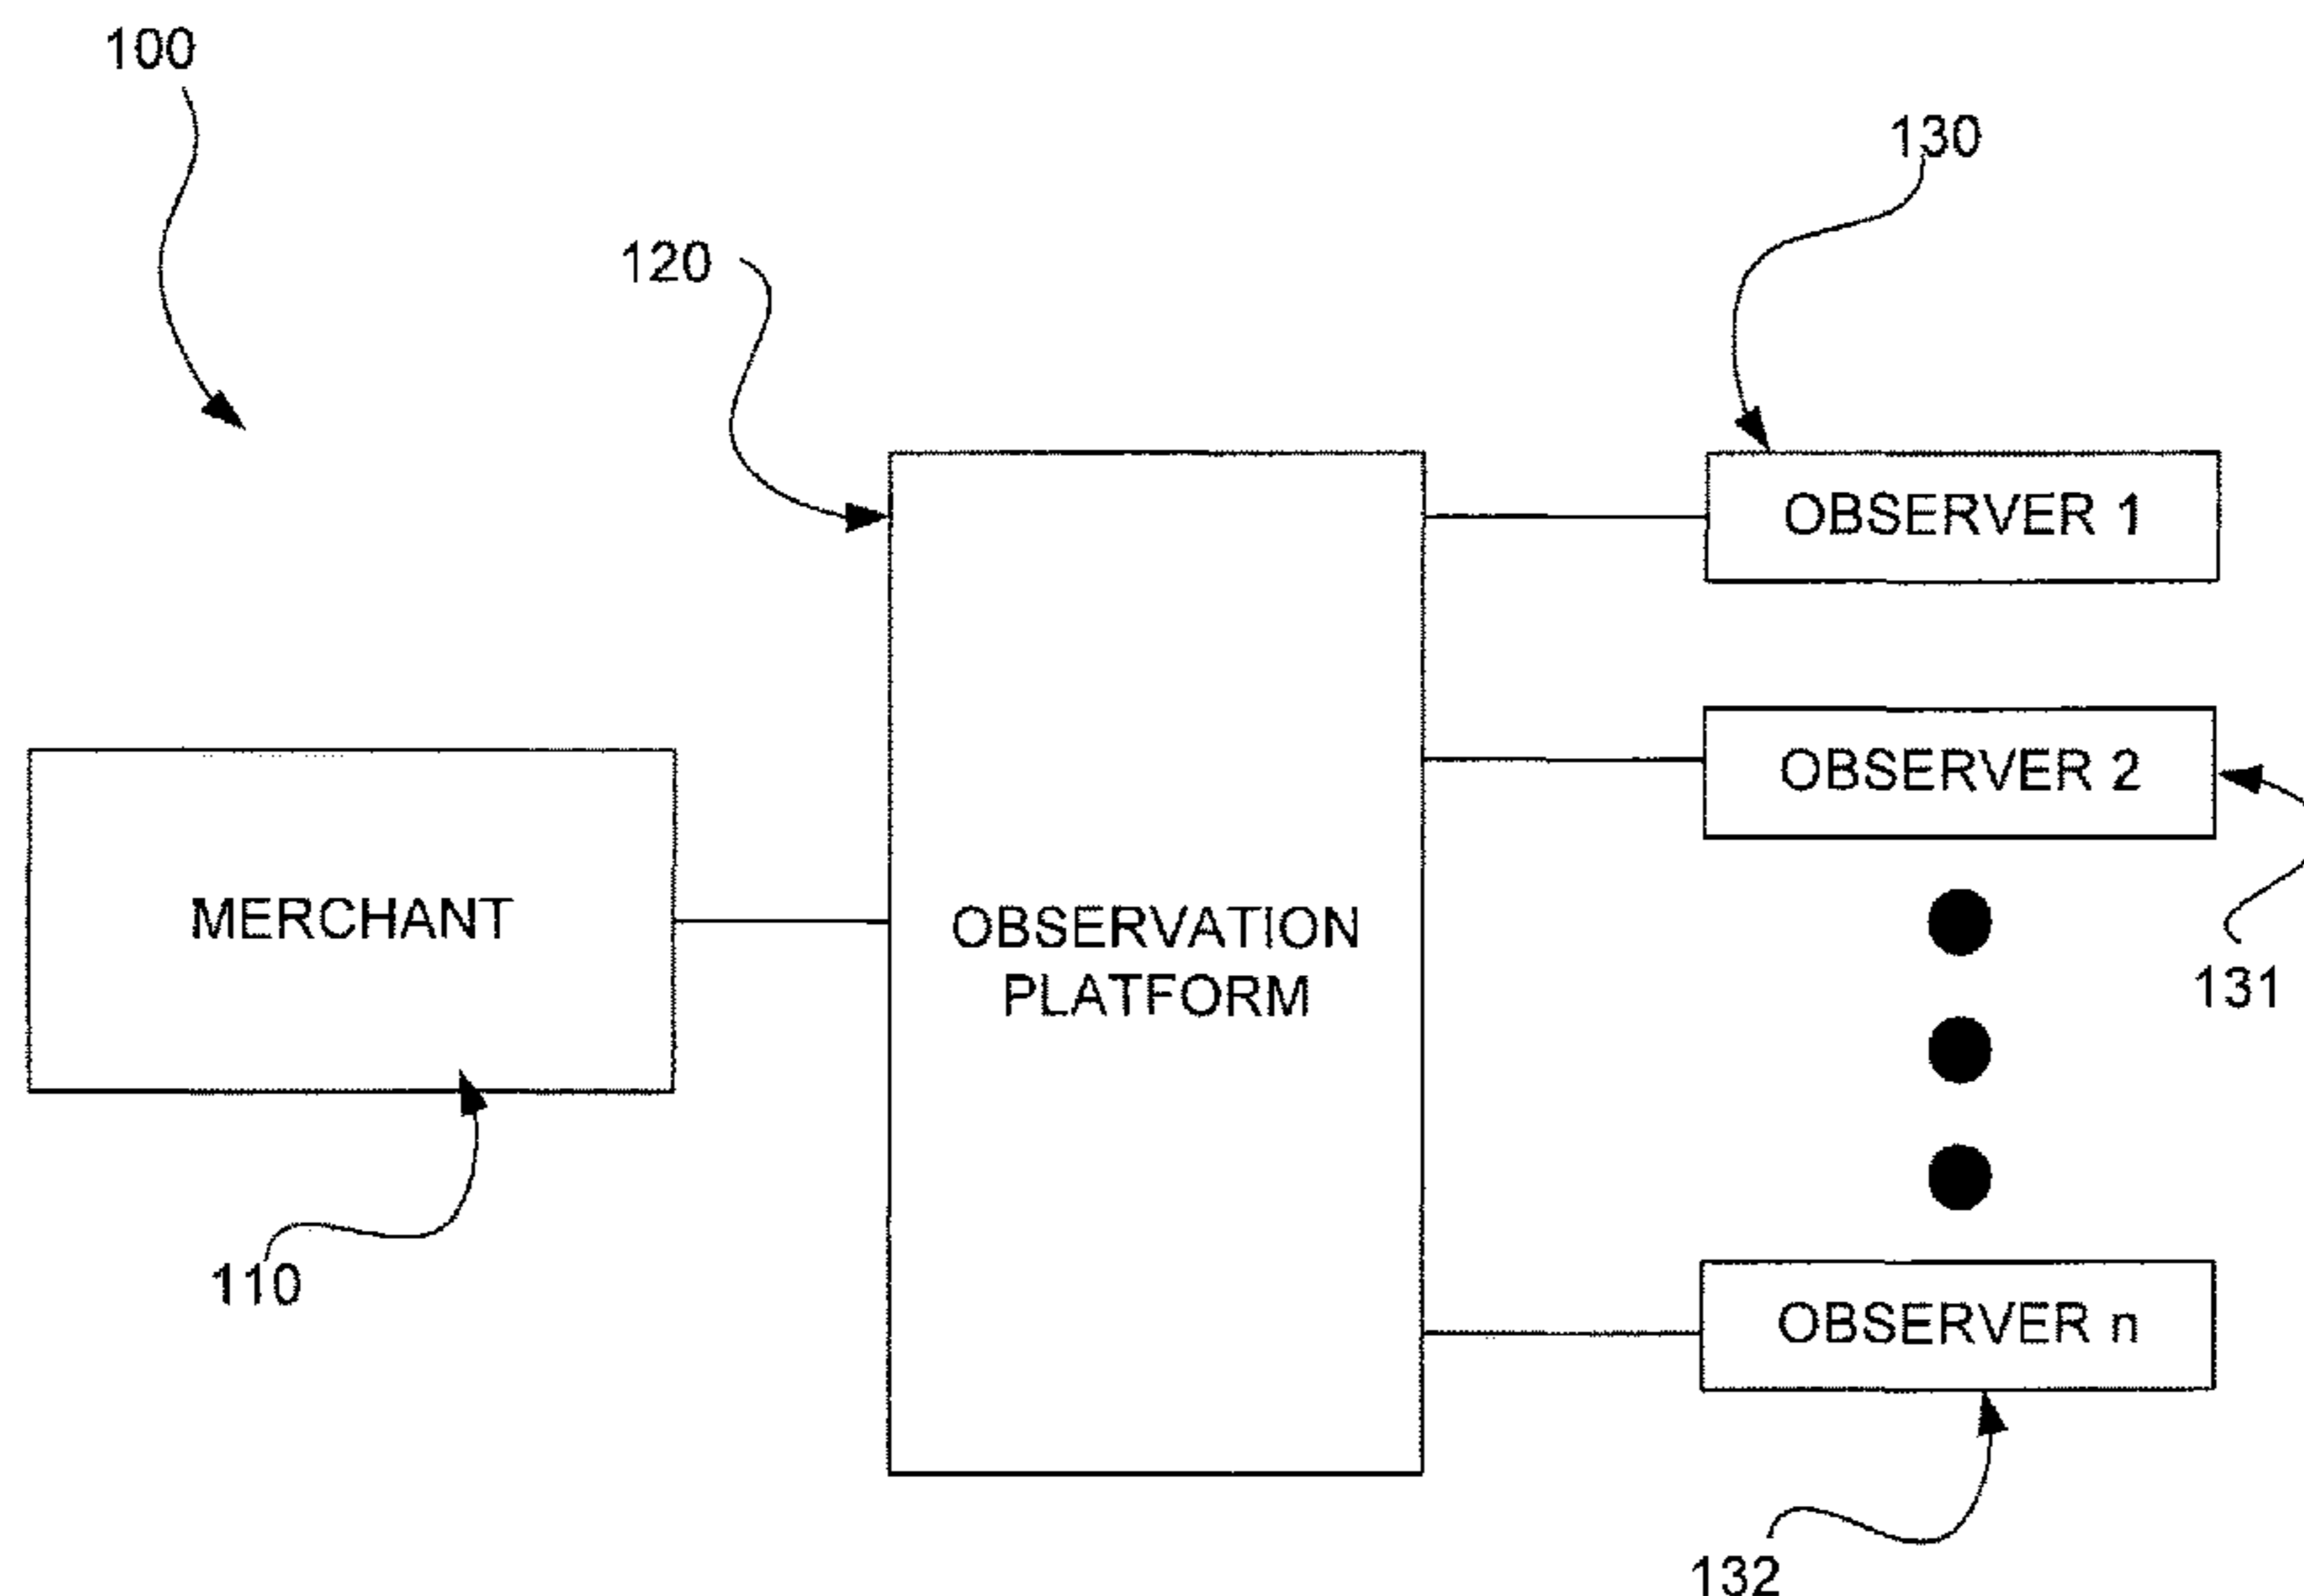 100
130
120
OBSERVER 1
OBSERVER 2
MERCHANT
OBSERVATION
PLATFORM
131
110
OBSERVER n
132